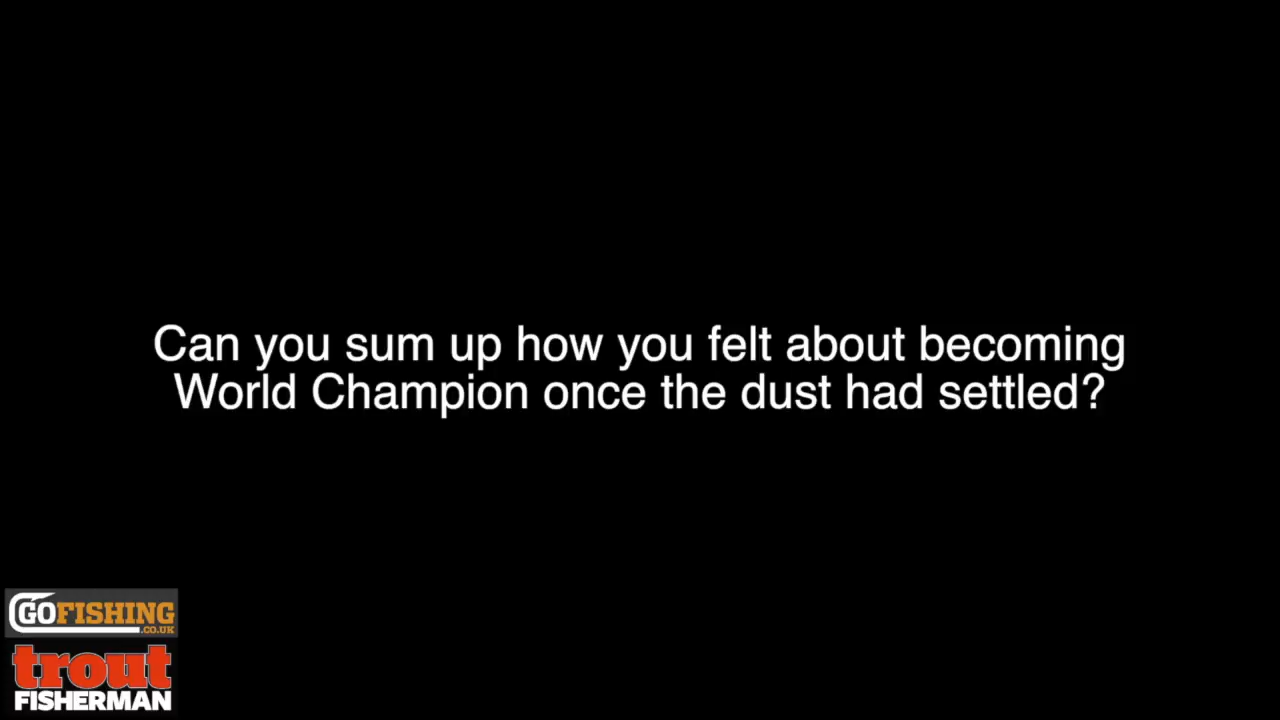 Can you sum up how you felt about becoming
World Champion once the dust had settled?
GOFISHING
.CO.UK
trout
FISHERMAN